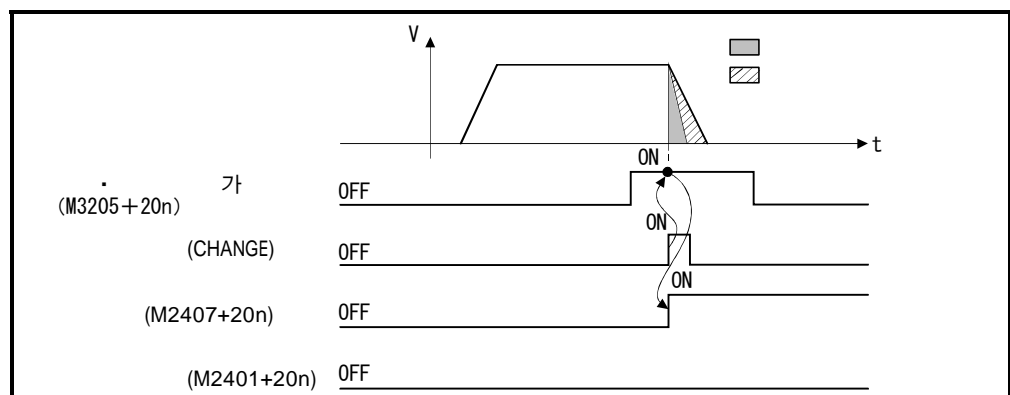 V
t
ON
· 가
(M3205+20n)
OFF
ON
(CHANGE)
OFF
ON
(M2407+20n)
OFF
(M2401+20n)
OFF